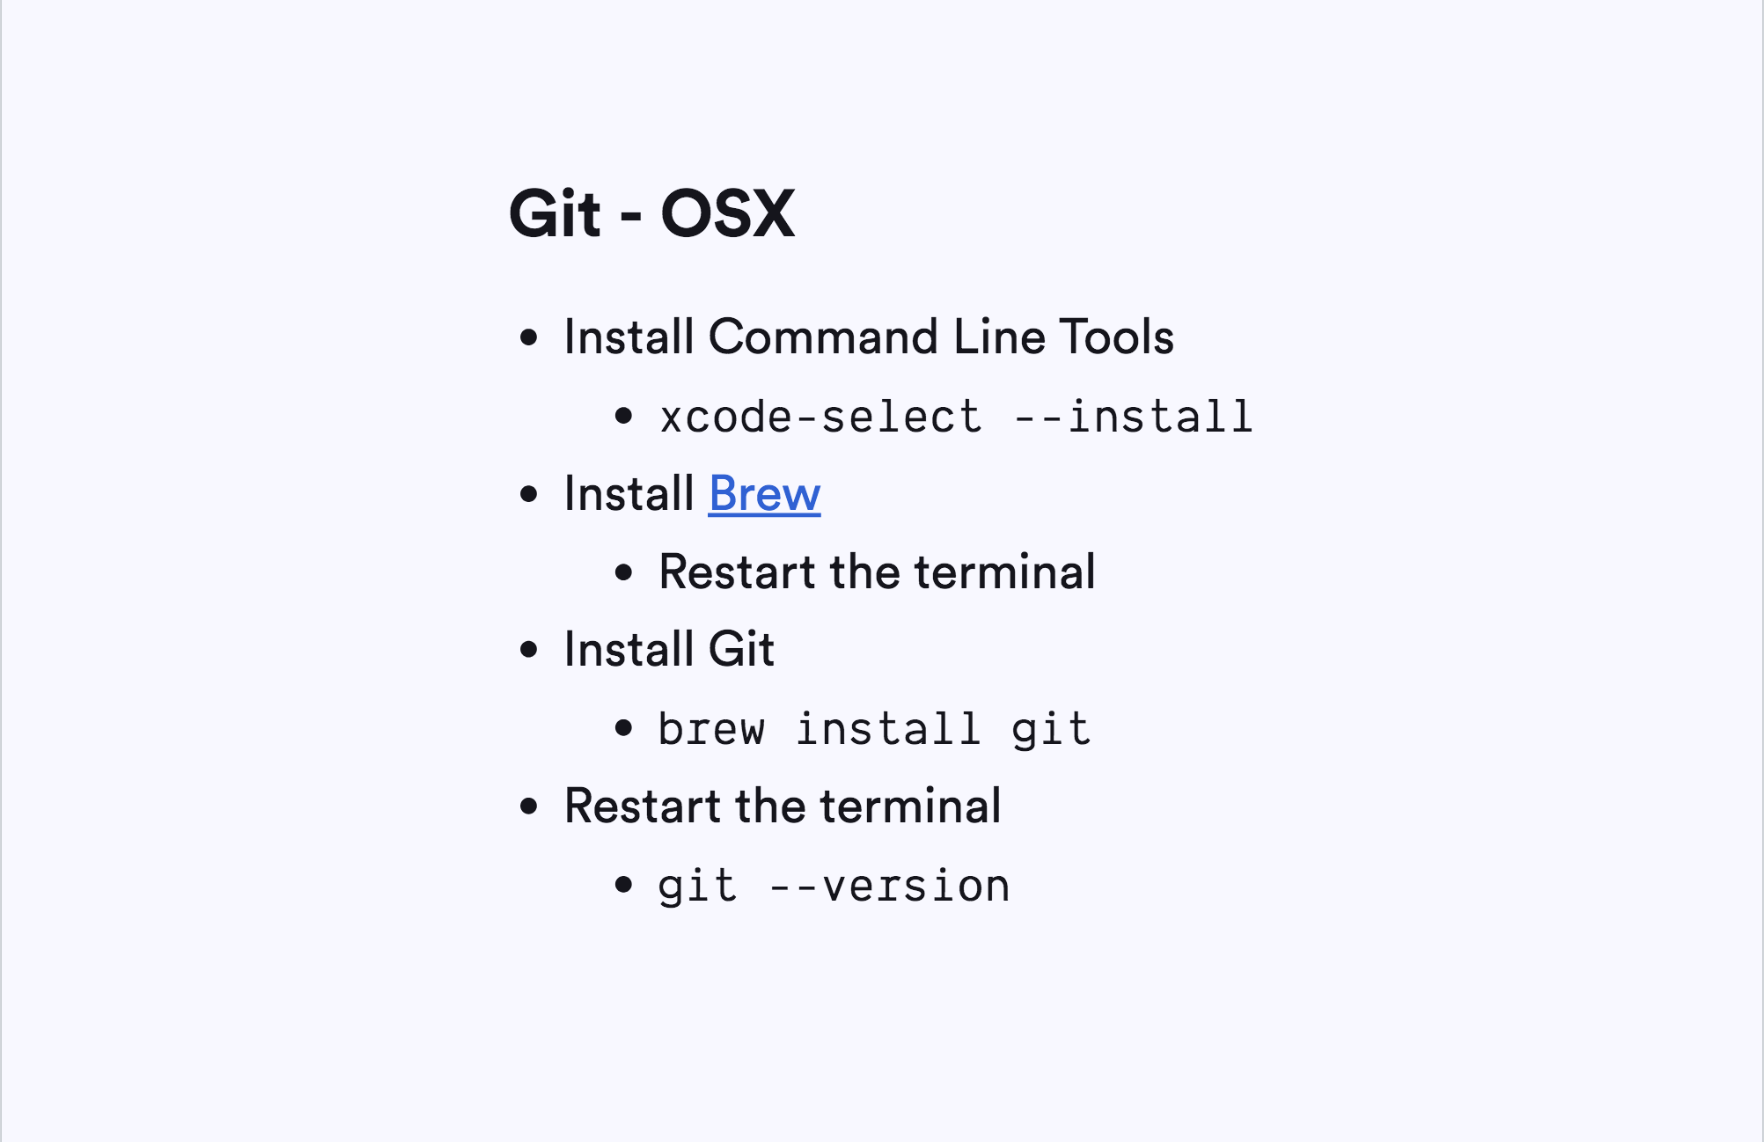 Git - OSX
• Install Command Line Tools
• xcode-select --install
• Install Brew
• Restart the terminal
• Install Git
• brew install git
• Restart the terminal
• git --version